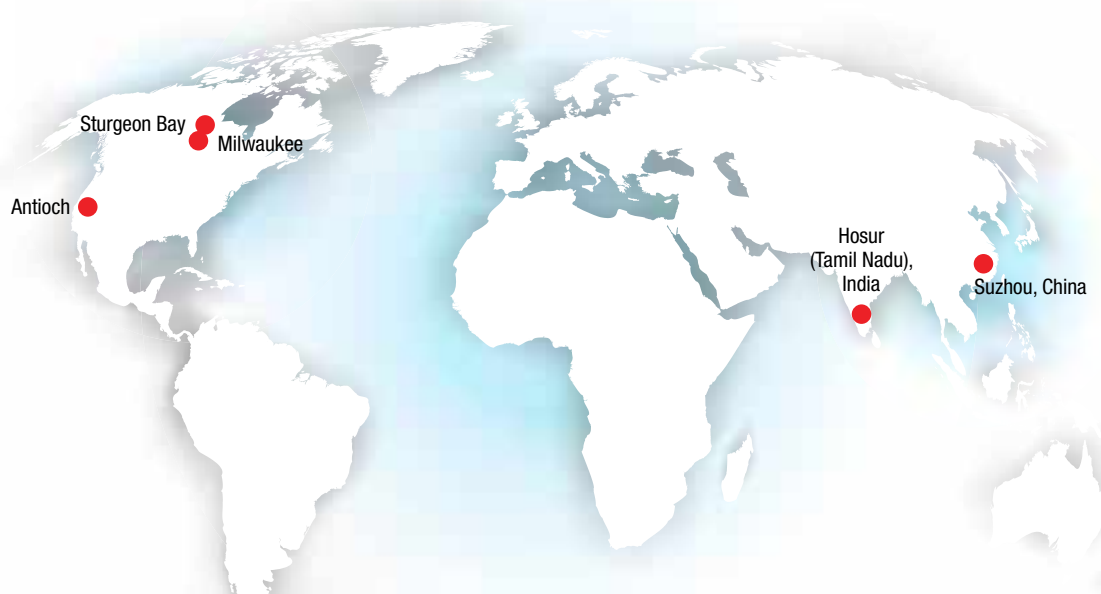 Sturgeon Bay
Milwaukee
Antioch
Hosur
(Tamil Nadu),
India
Suzhou, China